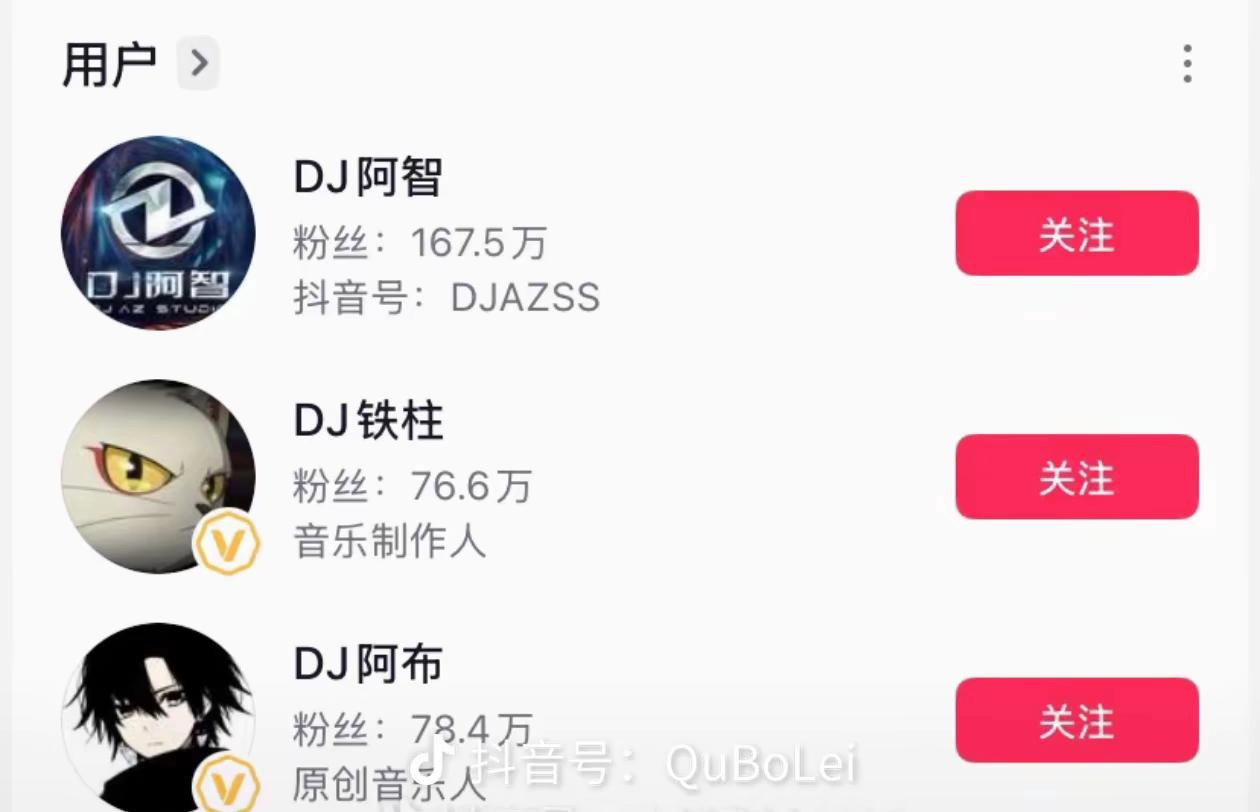 用户
DJ阿智
粉丝：167.5万
抖音号：DJAZSS
关注
DJ阿智
DJ AZ STUDI
DJ铁柱
粉丝：76.6万
音乐制作人
关注
V
DJ阿布
粉丝：78.4万
原创音乐人
关注
V
抖音号：QuBoLei